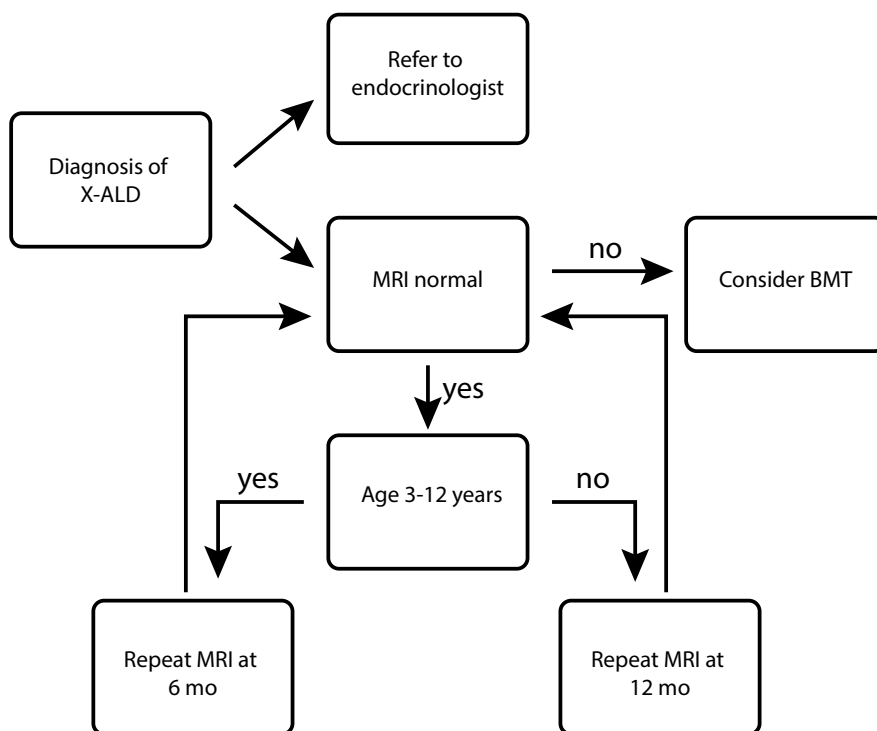 Refer to
endocrinologist
Diagnosis of
X-ALD
MRI normal
no
Consider BMT
yes
yes
Age 3-12 years
no
Repeat MRI at
6 mo
Repeat MRI at
12 mo